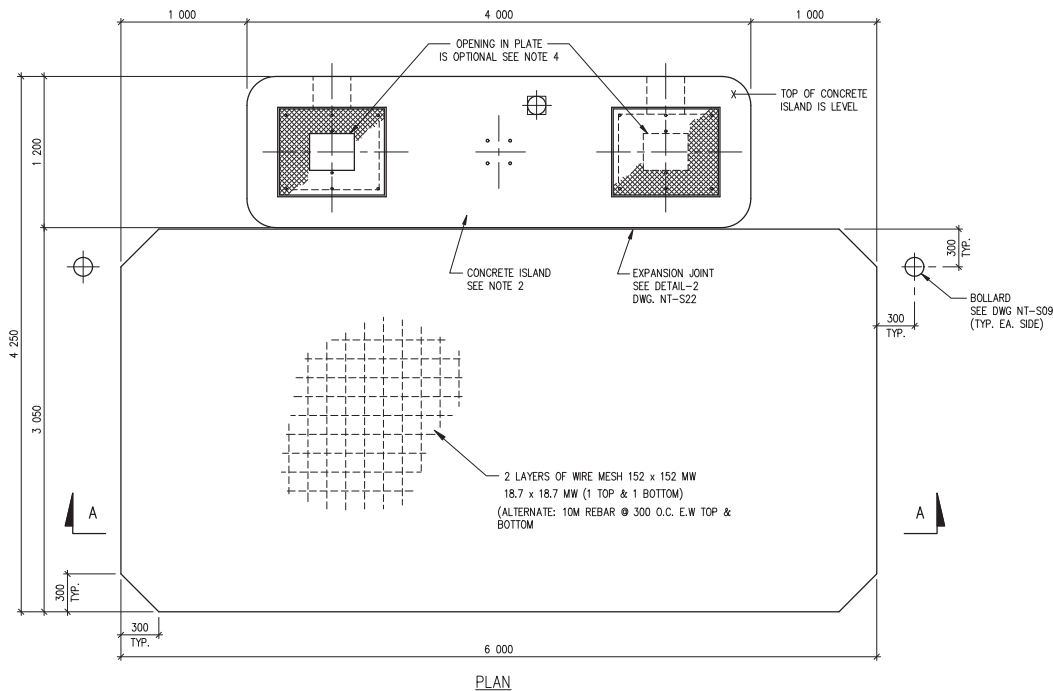 1 000
4 000
1 000
OPENING IN PLATE
IS OPTIONAL SEE NOTE 4
TOP OF CONCRETE
ISLAND IS LEVEL
1 200
300
TYP.
CONCRETE ISLAND
SEE NOTE 2
EXPANSION JOINT
SEE DETAIL-2
DWG. NT-S22
BOLLARD
SEE DWG NT-S09
(TYP. EA. SIDE)
300
TYP.
4 250
3 050
2 LAYERS OF WIRE MESH 152 x 152 MW
18.7 x 18.7 MW (1 TOP & 1 BOTTOM)
(ALTERNATE: 10M REBAR @ 300 O.C. E.W TOP &
BOTTOM
A
A
300
TYP.
300
TYP.
6 000
PLAN